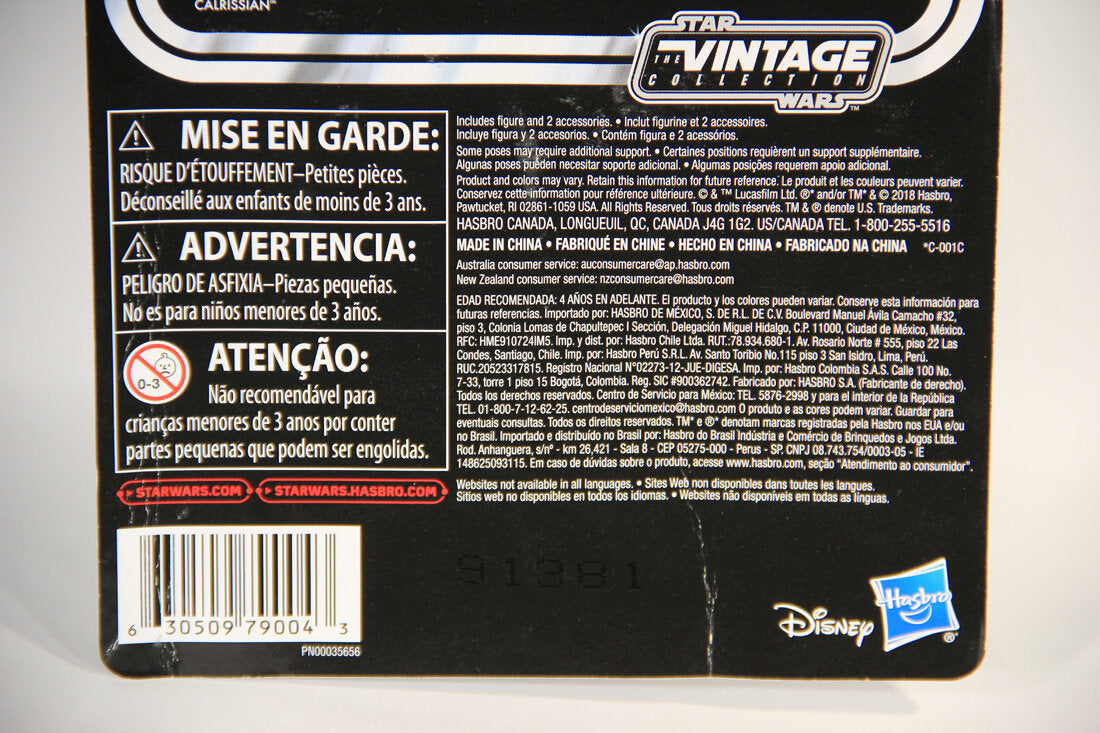 CALRISSIAN™
STAR
THE VINTAGE
COLLECTION
WARS™
MISE EN GARDE:
RISQUE D'ÉTOUFFEMENT–Petites pièces.
Déconseillé aux enfants de moins de 3 ans.
ADVERTENCIA:
PELIGRO DE ASFIXIA–Piezas pequeñas.
No es para niños menores de 3 años.
0-3
ATENÇÃO:
Não recomendável para
crianças menores de 3 anos por conter
partes pequenas que podem ser engolidas.
STARWARS.COM
STARWARS.HASBRO.COM
Includes figure and 2 accessories. • Inclut figurine et 2 accessoires.
Incluye figura y 2 accesorios. • Contém figura e 2 acessórios.
Some poses may require additional support. • Certaines positions requièrent un support supplémentaire.
Algunas poses pueden necesitar soporte adicional. • Algumas posições requerem apoio adicional.
Product and colors may vary. Retain this information for future reference. Le produit et les couleurs peuvent varier.
Conservez cette information pour référence ultérieure. © & ™ Lucasfilm Ltd. ®* and/or TM* & © 2018 Hasbro,
Pawtucket, RI 02861-1059 USA. All Rights Reserved. Tous droits réservés. TM & ® denote U.S. Trademarks.
HASBRO CANADA, LONGUEUIL, QC, CANADA J4G 1G2. US/CANADA TEL. 1-800-255-5516
MADE IN CHINA • FABRIQUÉ EN CHINE • HECHO EN CHINA • FABRICADO NA CHINA *C-001C
Australia consumer service: auconsumercare@ap.hasbro.com
New Zealand consumer service: nzconsumercare@hasbro.com
EDAD RECOMENDADA: 4 AÑOS EN ADELANTE. El producto y los colores pueden variar. Conserve esta información para
futuras referencias. Importado por: HASBRO DE MÉXICO, S. DE R.L. DE C.V. Boulevard Manuel Ávila Camacho #32,
piso 3, Colonia Lomas de Chapultepec I Sección, Delegación Miguel Hidalgo, C.P. 11000, Ciudad de México, México.
RFC: HME910724IM5. Imp. y dist. por: Hasbro Chile Ltda. RUT.:78.934.680-1. Av. Rosario Norte # 555, piso 22 Las
Condes, Santiago, Chile. Imp. por: Hasbro Perú S.R.L. Av. Santo Toribio No.115 piso 3 San Isidro, Lima, Perú.
RUC.20523317815. Registro Nacional N°02273-12-JUE-DIGESA. Imp. por: Hasbro Colombia S.A.S. Calle 100 No.
7-33, torre 1 piso 15 Bogotá, Colombia. Reg. SIC #900362742. Fabricado por: HASBRO S.A. (Fabricante de derecho).
Todos los derechos reservados. Centro de Servicio para México: TEL. 5876-2998 y para el interior de la República
TEL. 01-800-7-12-62-25. centrodeserviciomexico@hasbro.com O produto e as cores podem variar. Guardar para
eventuais consultas. Todos os direitos reservados. TM* e ®* denotam marcas registradas pela Hasbro nos EUA e/ou
no Brasil. Importado e distribuído no Brasil por: Hasbro do Brasil Indústria e Comércio de Brinquedos e Jogos Ltda.
Rod. Anhanguera, s/nº - km 26,421 - Sala 8 - CEP 05275-000 - Perus - SP. CNPJ 08.743.754/0003-05 - IE
148625093115. Em caso de dúvidas sobre o produto, acesse www.hasbro.com, seção "Atendimento ao consumidor".
Websites not available in all languages. • Sites Web non disponibles dans toutes les langues.
Sitios web no disponibles en todos los idiomas. • Websites não disponíveis em todas as línguas.
6 30509 79004 3
PN00035656
91981
Disney
Hasbro®